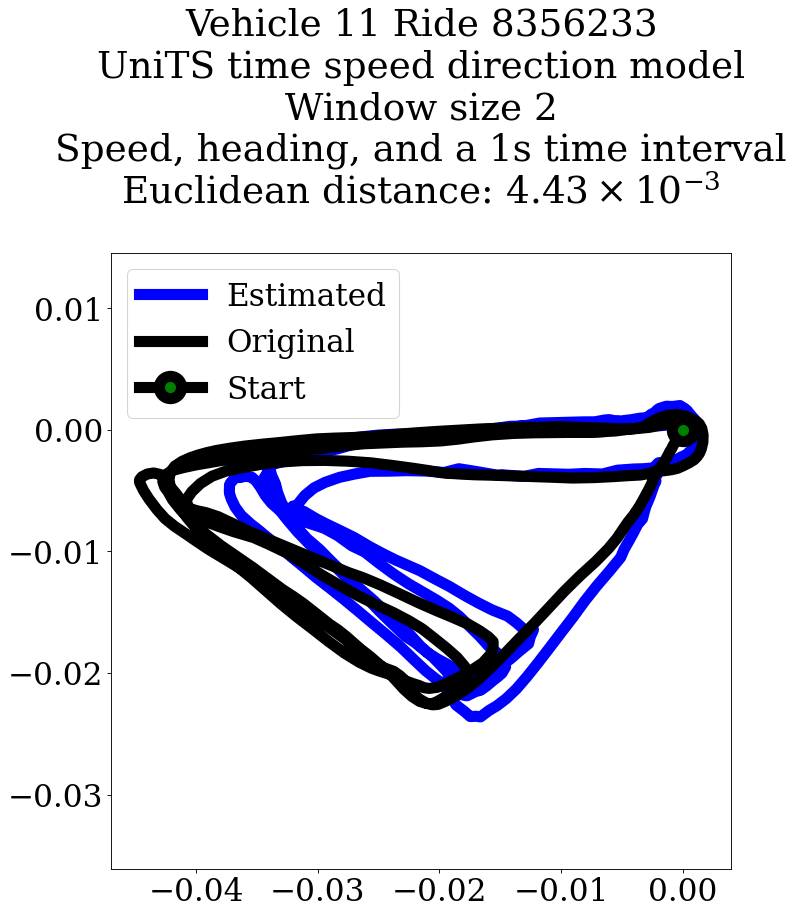 Vehicle 11 Ride 8356233
UniTS time speed direction model
Window size 2
Speed, heading, and a 1s time interval
Euclidean distance: 4.43 × 10⁻³
Estimated
Original
Start
0.01
0.00
−0.01
−0.02
−0.03
−0.04 −0.03 −0.02 −0.01 0.00